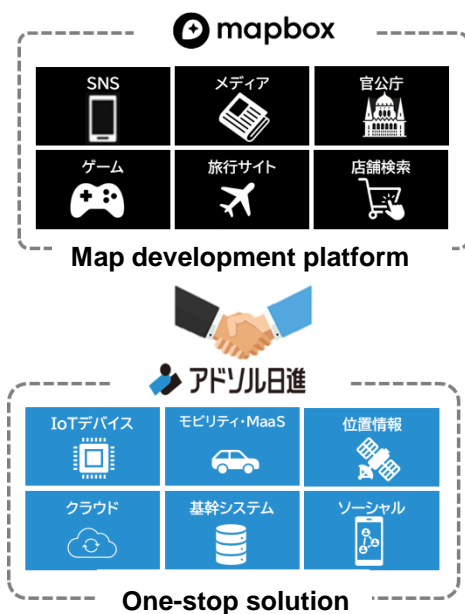 mapbox
SNS
メディア
官公庁
ゲーム
旅行サイト
店舗検索
Map development platform
アドソル日進
IoTデバイス
モビリティ・MaaS
位置情報
クラウド
基幹システム
ソーシャル
One-stop solution